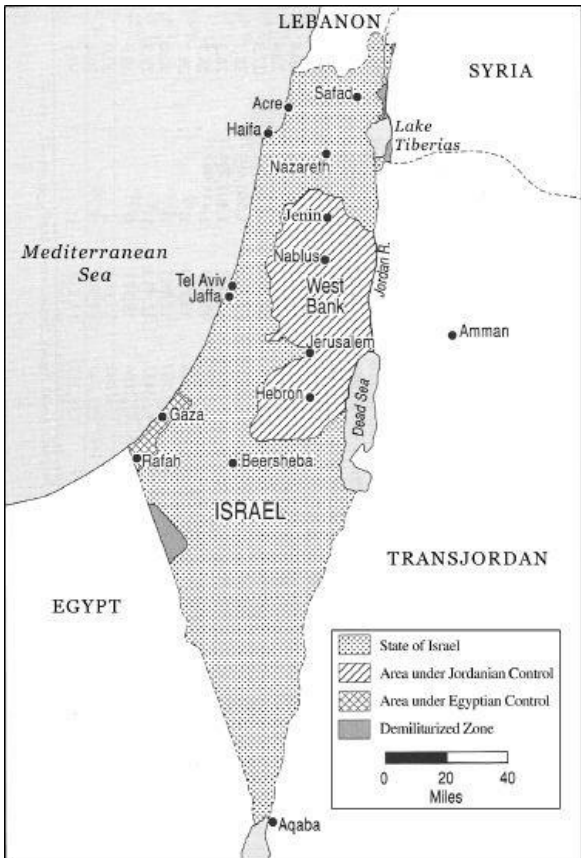 LEBANON
SYRIA
Safad
Acre
Haifa
Lake
Tiberias
Nazareth
Jenin
Mediterranean
Sea
Nablus
Jordan R.
Tel Aviv
Jaffa
West
Bank
Amman
Jerusalem
Hebron
Dead Sea
Gaza
Rafah
Beersheba
ISRAEL
TRANSJORDAN
EGYPT
State of Israel
Area under Jordanian Control
Area under Egyptian Control
Demilitarized Zone
0 20 40
Miles
Aqaba